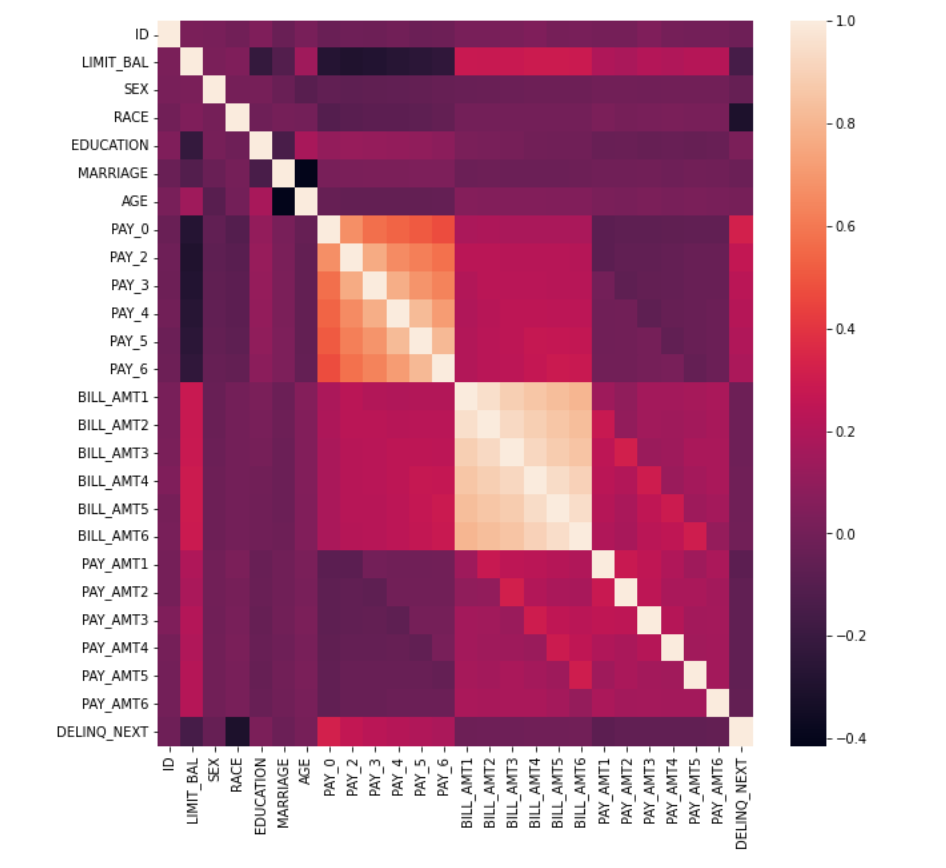 ID
LIMIT_BAL
SEX
RACE
EDUCATION
MARRIAGE
AGE
PAY_0
PAY_2
PAY_3
PAY_4
PAY_5
PAY_6
BILL_AMT1
BILL_AMT2
BILL_AMT3
BILL_AMT4
BILL_AMT5
BILL_AMT6
PAY_AMT1
PAY_AMT2
PAY_AMT3
PAY_AMT4
PAY_AMT5
PAY_AMT6
DELINQ_NEXT
ID
LIMIT_BAL
SEX
RACE
EDUCATION
MARRIAGE
AGE
PAY_0
PAY_2
PAY_3
PAY_4
PAY_5
PAY_6
BILL_AMT1
BILL_AMT2
BILL_AMT3
BILL_AMT4
BILL_AMT5
BILL_AMT6
PAY_AMT1
PAY_AMT2
PAY_AMT3
PAY_AMT4
PAY_AMT5
PAY_AMT6
DELINQ_NEXT
1.0
0.8
0.6
0.4
0.2
0.0
−0.2
−0.4